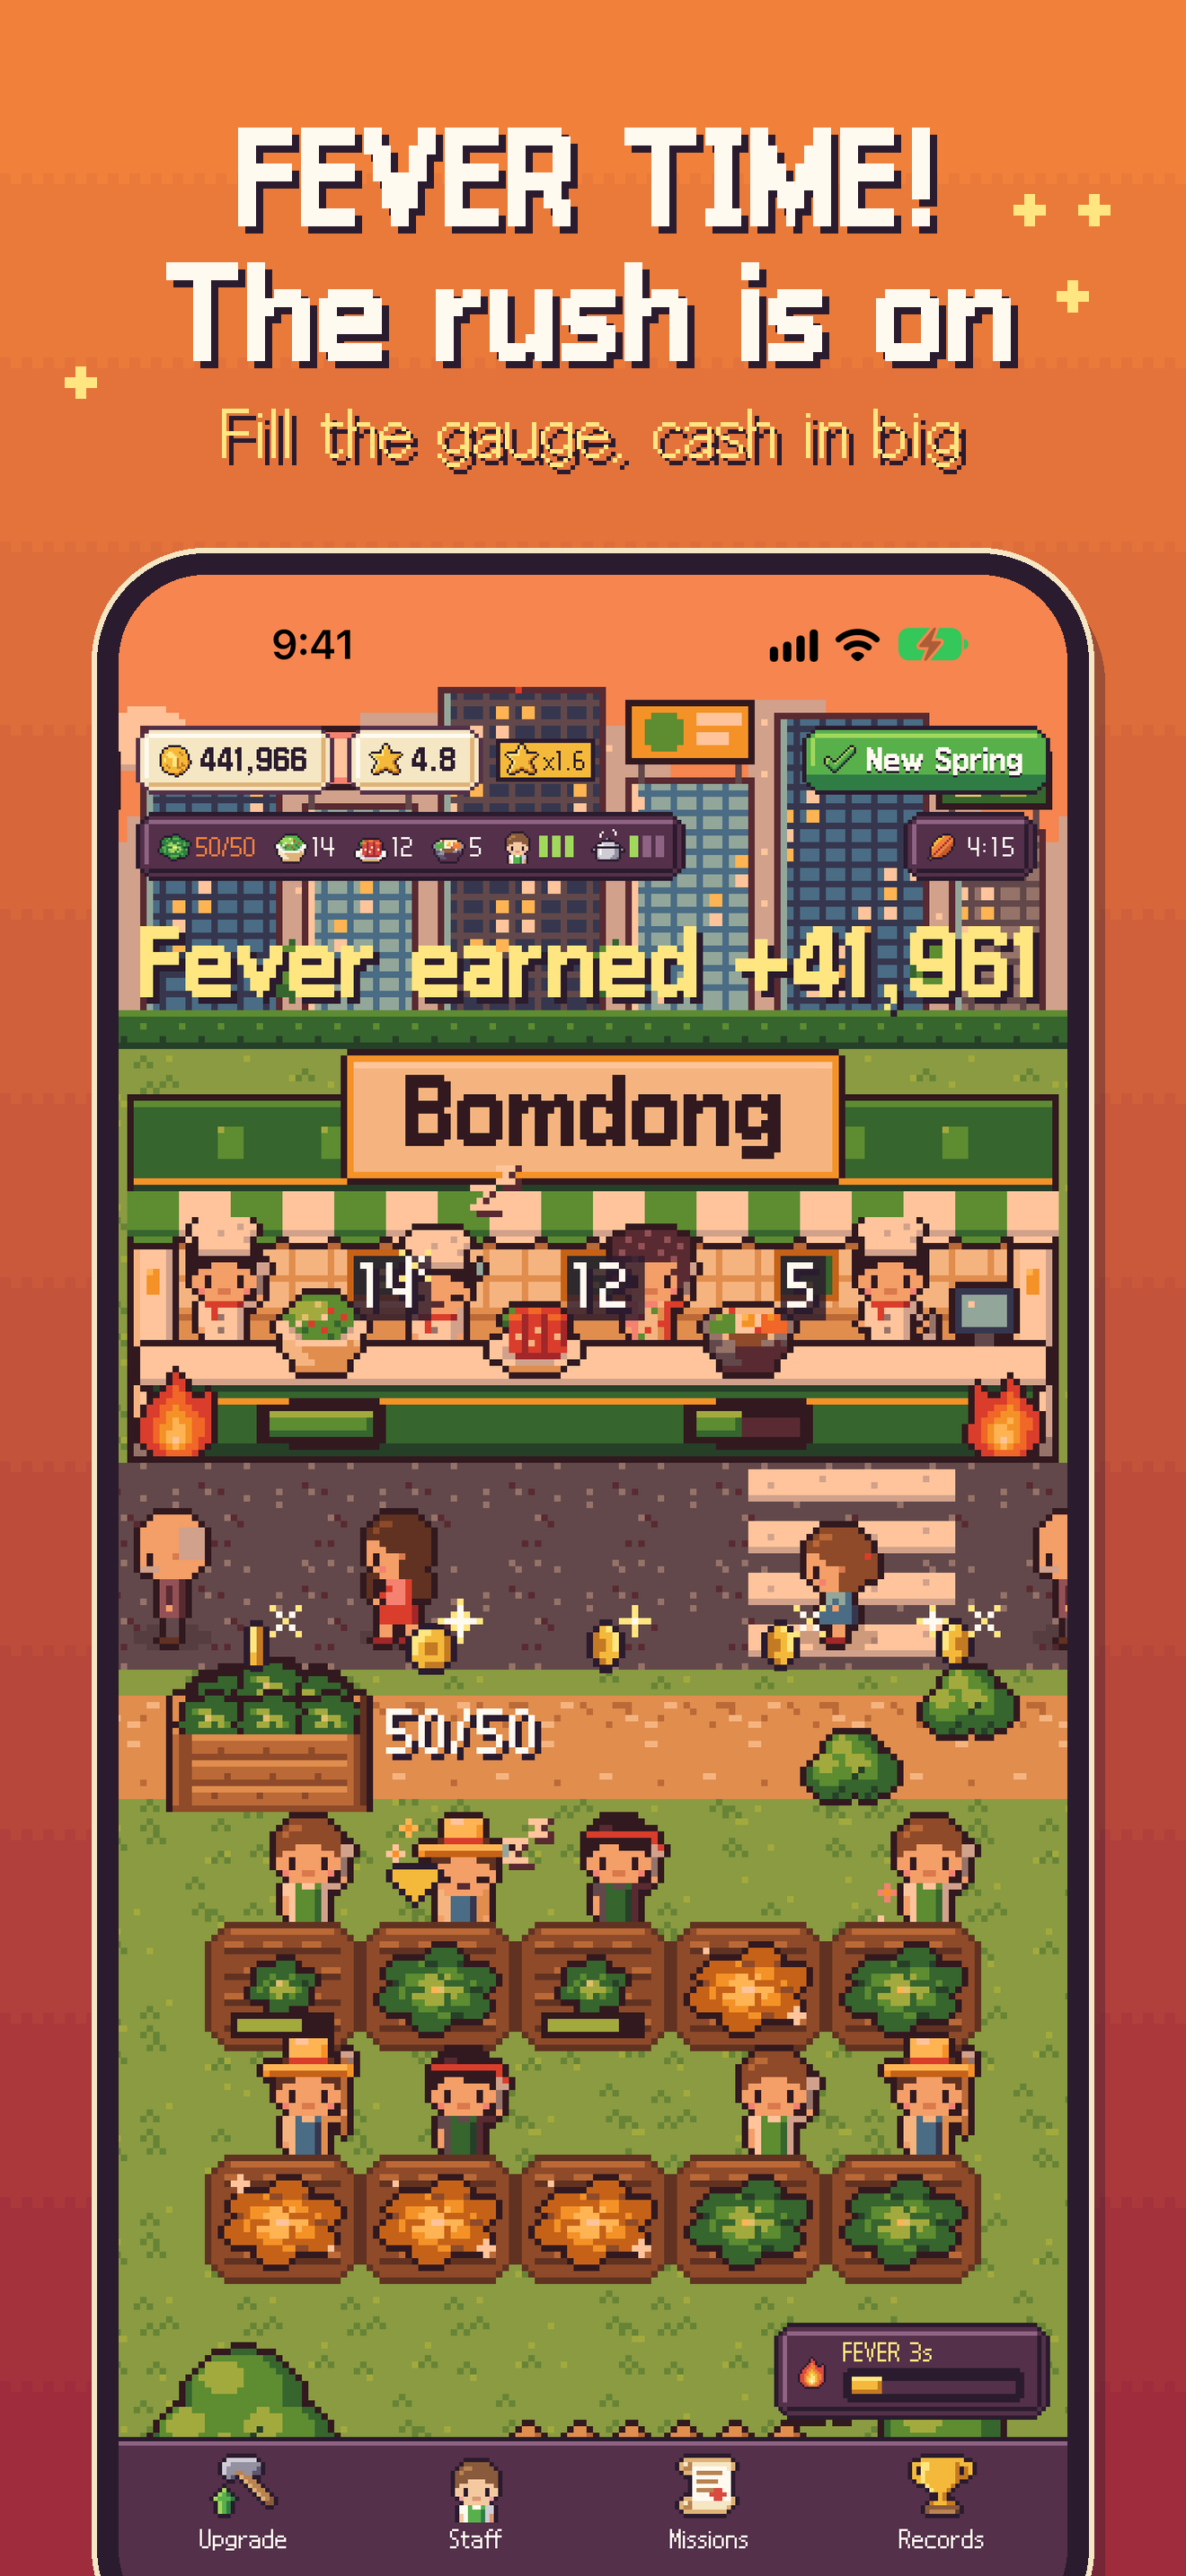 FEVER TIME!
The rush is on
Fill the gauge, cash in big
9:41
441,966
4.8
x1.6
New Spring
50/50 14 12 5
4:15
Fever earned +41,961
Bomdong
14 12 5
50/50
FEVER 3s
Upgrade Staff Missions Records